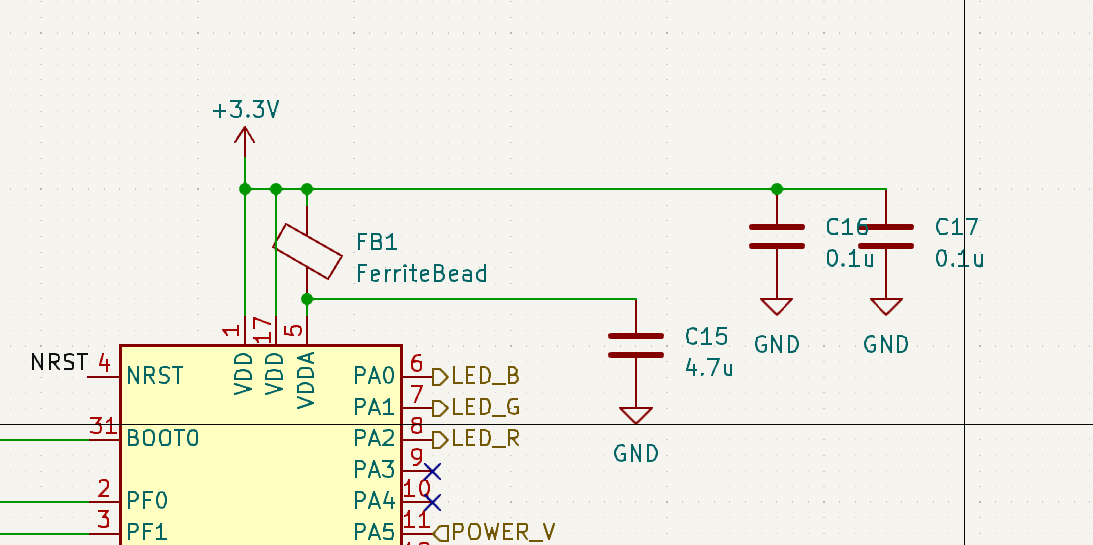 +3.3V
C16
C17
0.1u
0.1u
FB1
FerriteBead
1
17
5
C15
4.7u
GND
GND
NRST
4
NRST
VDD
VDD
VDDA
PA0
6
LED_B
PA1
7
LED_G
31
BOOT0
PA2
8
LED_R
GND
PA3
9
2
PF0
PA4
10
3
PF1
PA5
11
POWER_V